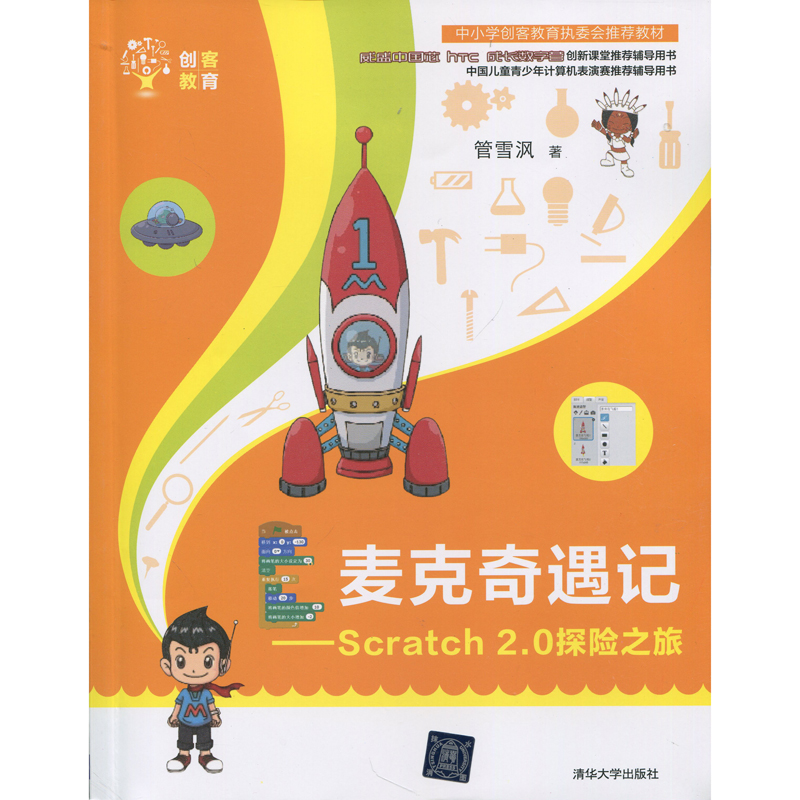 中小学创客教育执委会推荐教材
威盛中国芯 HTC 成长数字营 创新课堂推荐辅导用书
中国儿童青少年计算机表演赛推荐辅导用书
创客
教育
管雪沨 著
1
M
麦克奇遇记
——Scratch 2.0探险之旅
M
清华大学出版社